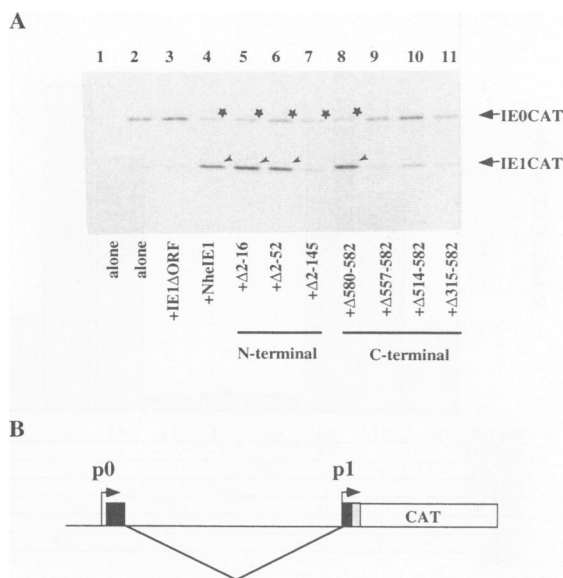 A
1 2 3 4 5 6 7 8 9 10 11
IE0CAT
IE1CAT
alone
alone
+IE1ΔORF
+NheIE1
+Δ2-16
+Δ2-52
+Δ2-145
+Δ580-582
+Δ557-582
+Δ514-582
+Δ315-582
N-terminal C-terminal
B
p0 p1
CAT